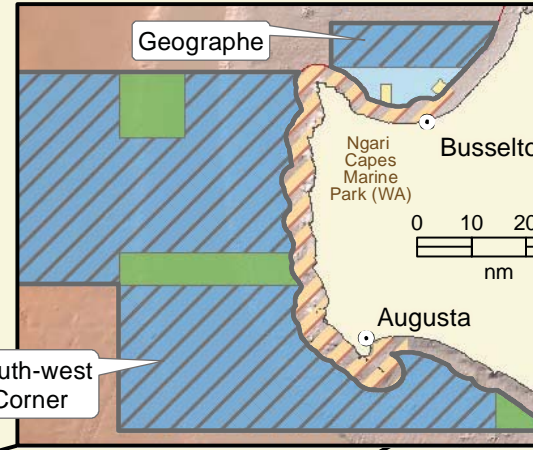 Geographe
Ngari
Capes
Marine
Park (WA)
Busselto
0 10 20
nm
Augusta
uth-west
Corner